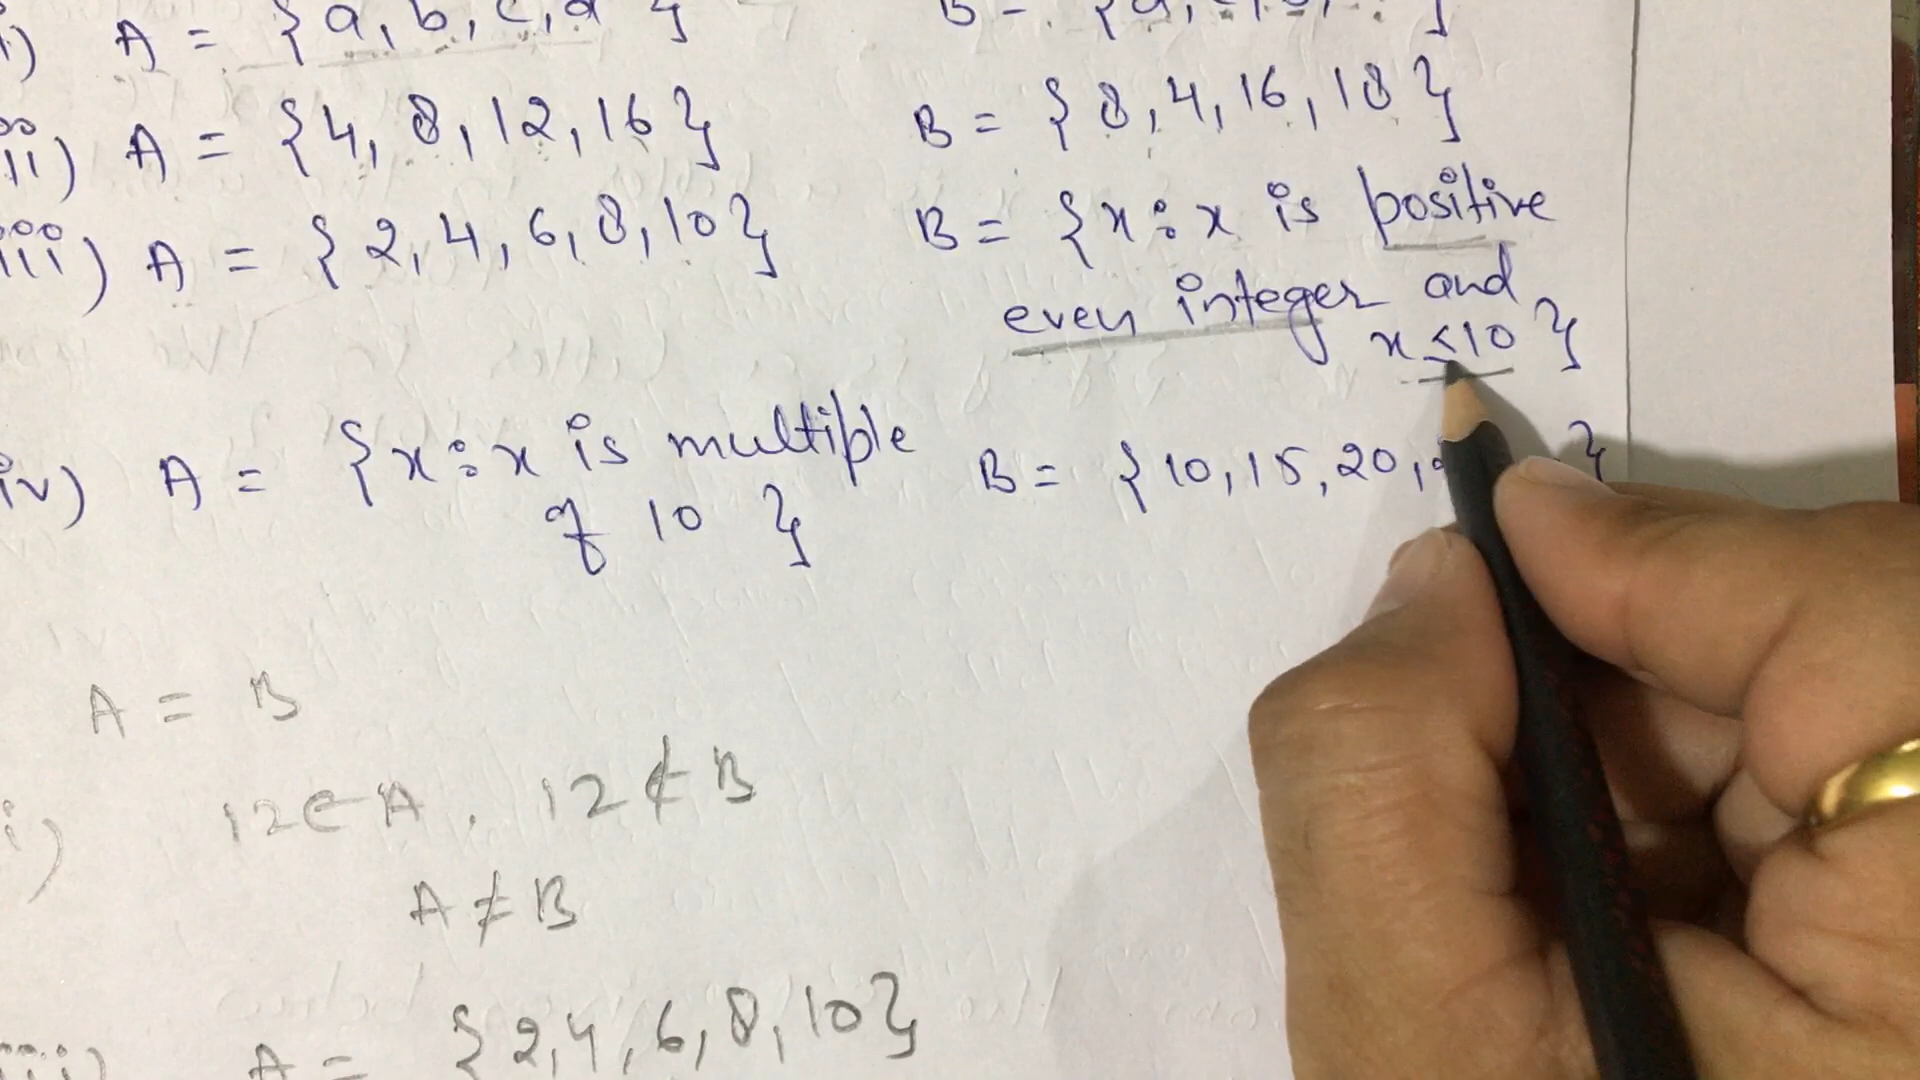 i) A = {a, b, c, d} B = {d,
ii) A = {4, 8, 12, 16} B = {8, 4, 16, 18}
iii) A = {2, 4, 6, 8, 10} B = {x : x is positive
even integer and
x ≤ 10}
iv) A = {x : x is multiple B = {10, 15, 20, }
of 10}
A = B
i) 12 ∈ A, 12 ∉ B
A ≠ B
iii) A = {2, 4, 6, 8, 10}